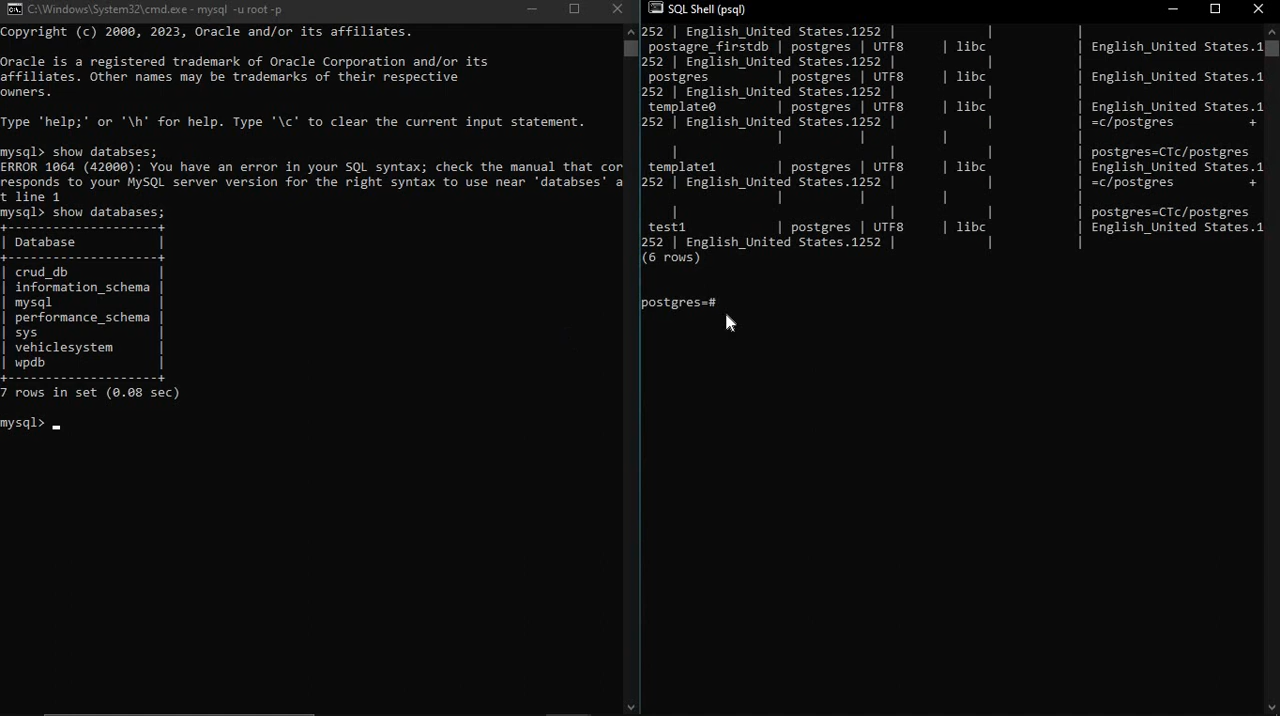 C:\Windows\System32\cmd.exe - mysql  -u root -p
Copyright (c) 2000, 2023, Oracle and/or its affiliates.
Oracle is a registered trademark of Oracle Corporation and/or its
affiliates. Other names may be trademarks of their respective
owners.
Type 'help;' or '\h' for help. Type '\c' to clear the current input statement.
mysql> show databses;
ERROR 1064 (42000): You have an error in your SQL syntax; check the manual that cor
responds to your MySQL server version for the right syntax to use near 'databses' a
t line 1
mysql> show databases;
+--------------------+
| Database           |
+--------------------+
| crud_db            |
| information_schema |
| mysql              |
| performance_schema |
| sys                |
| vehiclesystem      |
| wpdb               |
+--------------------+
7 rows in set (0.08 sec)
mysql>
SQL Shell (psql)
252 | English_United States.1252 |            |           |
 postagre_firstdb | postgres | UTF8     | libc            | English_United States.1
252 | English_United States.1252 |            |           |
 postgres         | postgres | UTF8     | libc            | English_United States.1
252 | English_United States.1252 |            |           |
 template0        | postgres | UTF8     | libc            | English_United States.1
252 | English_United States.1252 |            |           | =c/postgres          +
                  |          |          |                 |
    |                            |            |           | postgres=CTc/postgres
 template1        | postgres | UTF8     | libc            | English_United States.1
252 | English_United States.1252 |            |           | =c/postgres          +
                  |          |          |                 |
    |                            |            |           | postgres=CTc/postgres
 test1            | postgres | UTF8     | libc            | English_United States.1
252 | English_United States.1252 |            |           |
(6 rows)
postgres=#